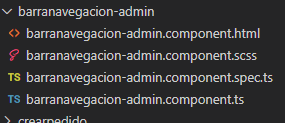 barranavegacion-admin
barranavegacion-admin.component.html
barranavegacion-admin.component.scss
barranavegacion-admin.component.spec.ts
barranavegacion-admin.component.ts
crearpedido